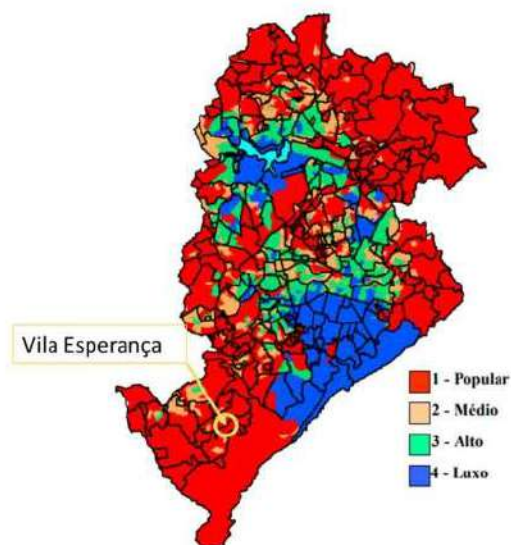 Vila Esperança
1 - Popular
2 - Médio
3 - Alto
4 - Luxo